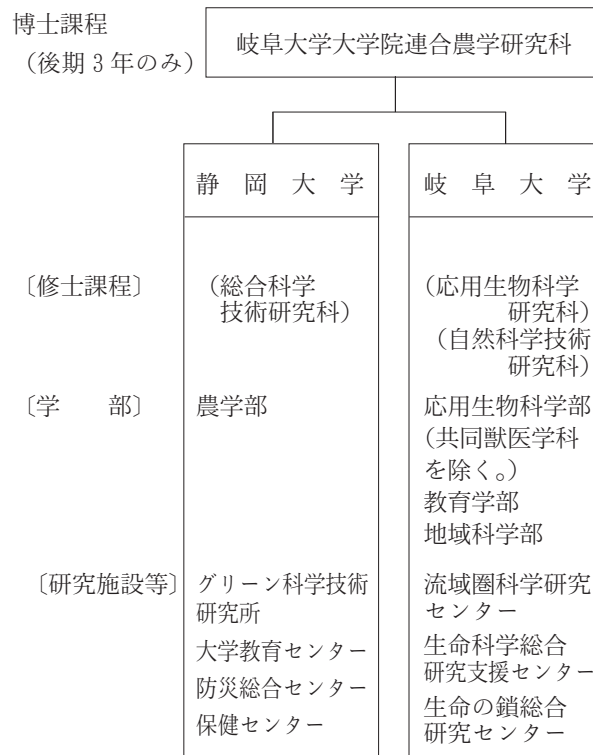 博士課程
（後期３年のみ）
岐阜大学大学院連合農学研究科
静岡大学
岐阜大学
〔修士課程〕
（総合科学
技術研究科）
（応用生物科学
研究科）
（自然科学技術
研究科）
〔学　　部〕
農学部
応用生物科学部
（共同獣医学科
を除く。）
教育学部
地域科学部
〔研究施設等〕
グリーン科学技術
研究所
大学教育センター
防災総合センター
保健センター
流域圏科学研究
センター
生命科学総合
研究支援センター
生命の鎖総合
研究センター